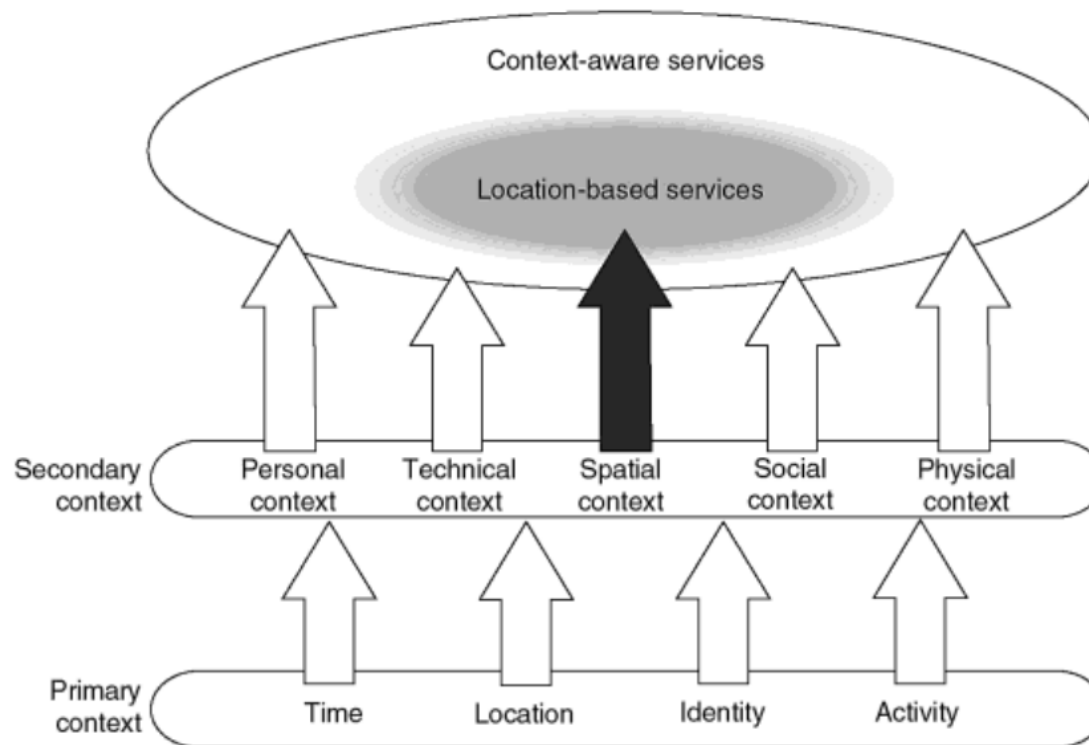 Context-aware services
Location-based services
Secondary
context
Personal
context
Technical
context
Spatial
context
Social
context
Physical
context
Primary
context
Time
Location
Identity
Activity